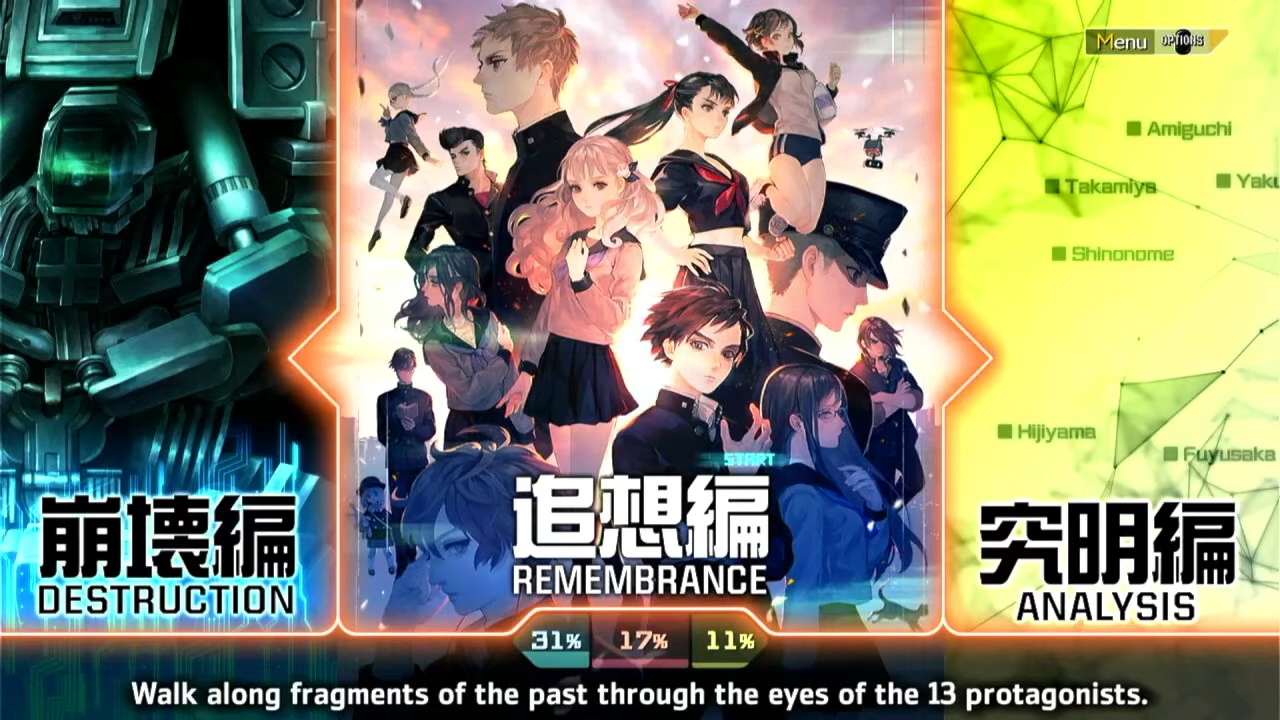 Menu OPTIONS
Amiguchi
Takamiya
Yaku
Shinonome
Hijiyama
Fuyusaka
START
崩壊編
DESTRUCTION
追想編
REMEMBRANCE
究明編
ANALYSIS
31% 17% 11%
Walk along fragments of the past through the eyes of the 13 protagonists.